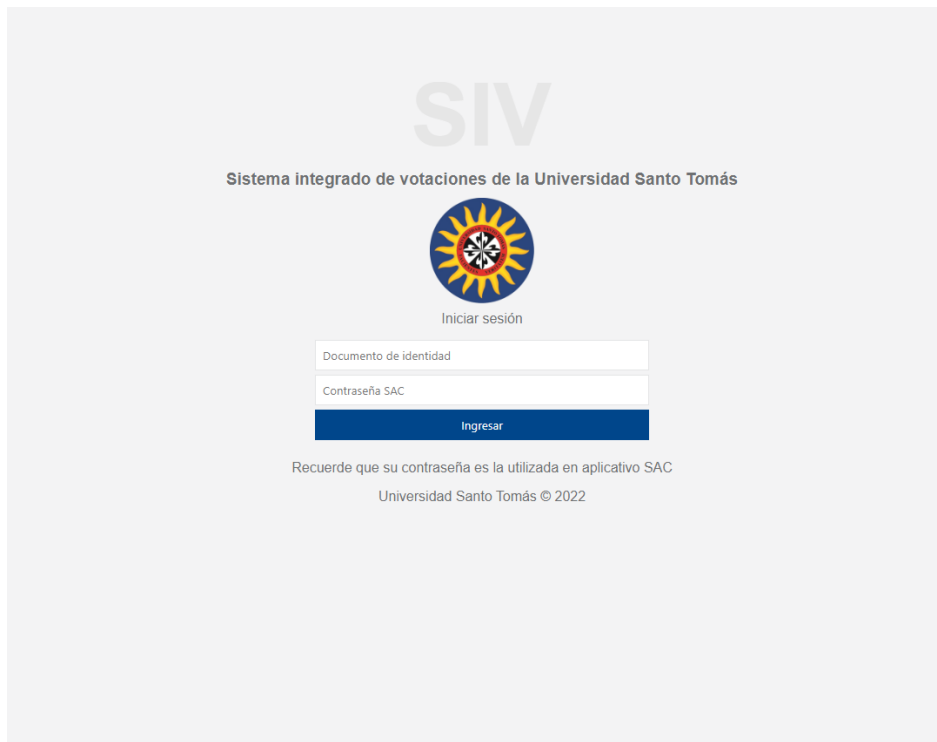 SIV
Sistema integrado de votaciones de la Universidad Santo Tomás
Iniciar sesión
Documento de identidad
Contraseña SAC
Ingresar
Recuerde que su contraseña es la utilizada en aplicativo SAC
Universidad Santo Tomás © 2022